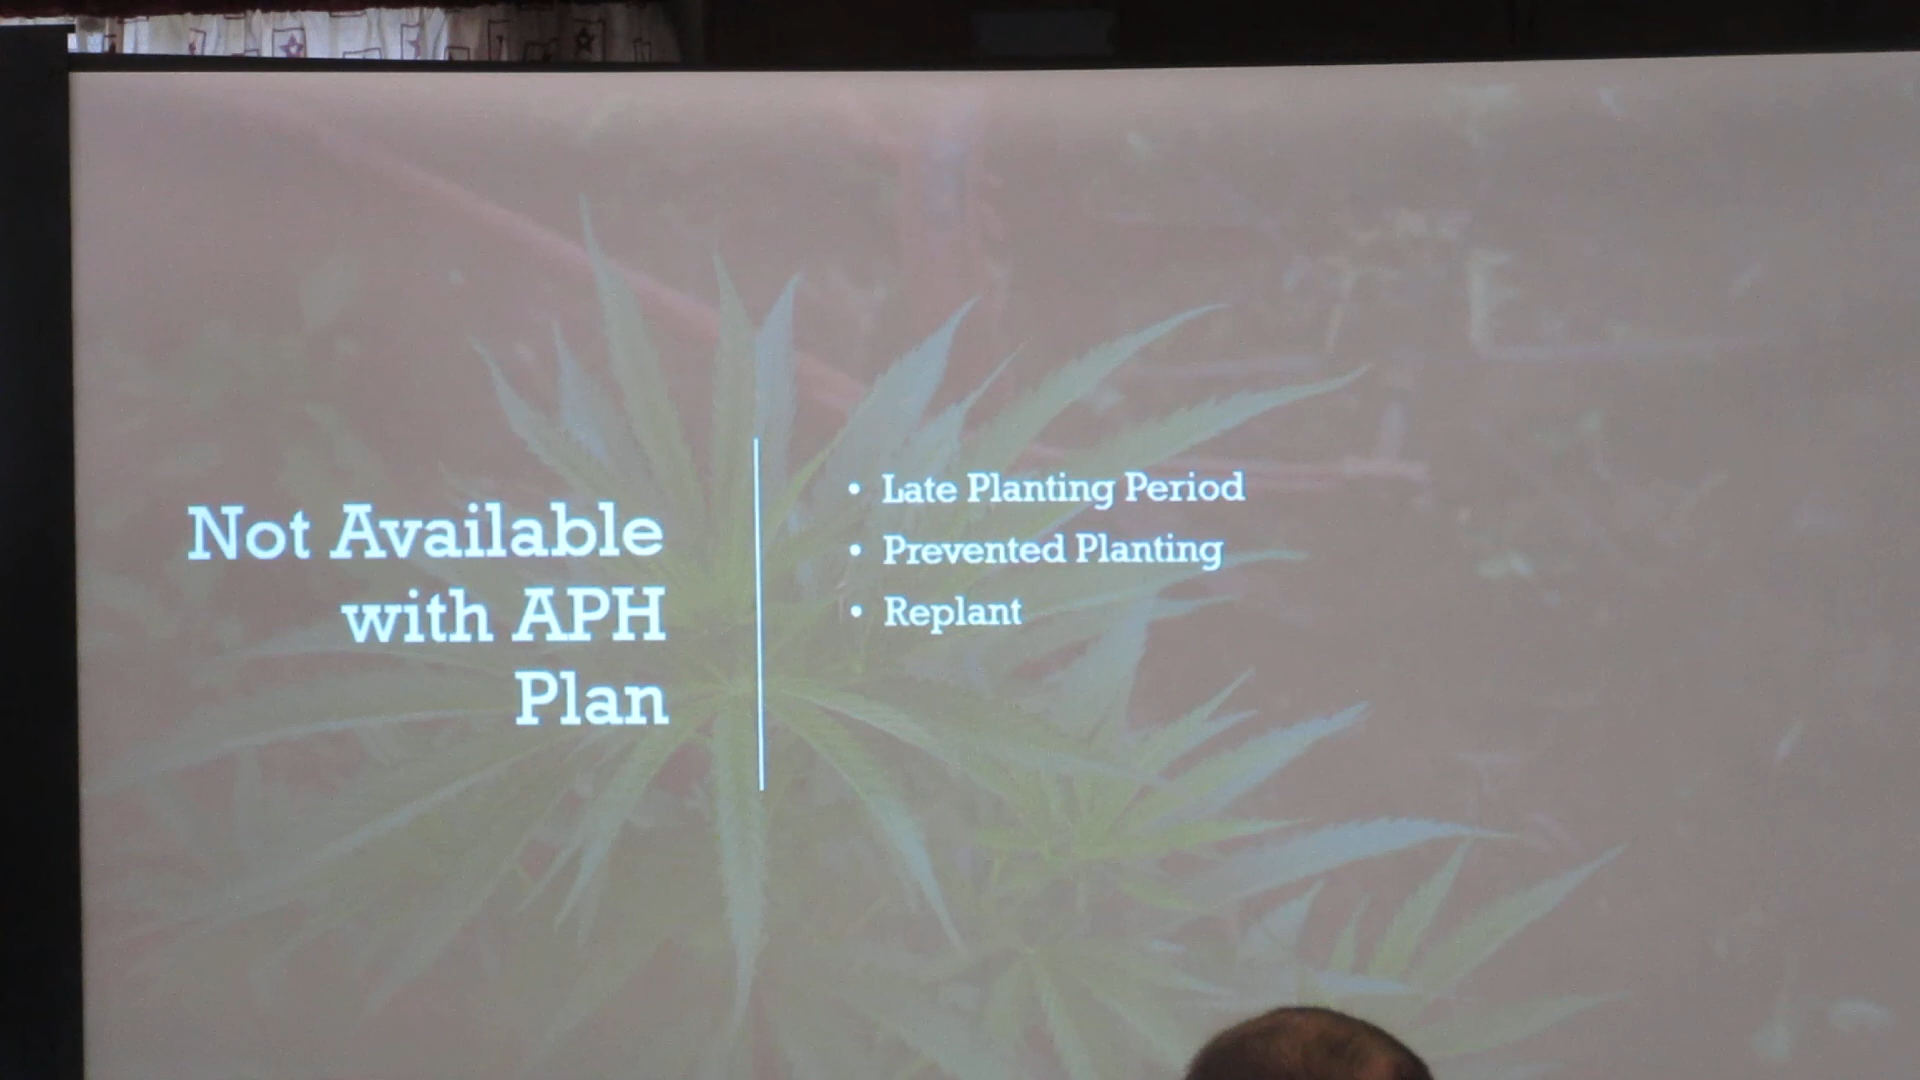 Not Available
with APH
Plan
• Late Planting Period
• Prevented Planting
• Replant